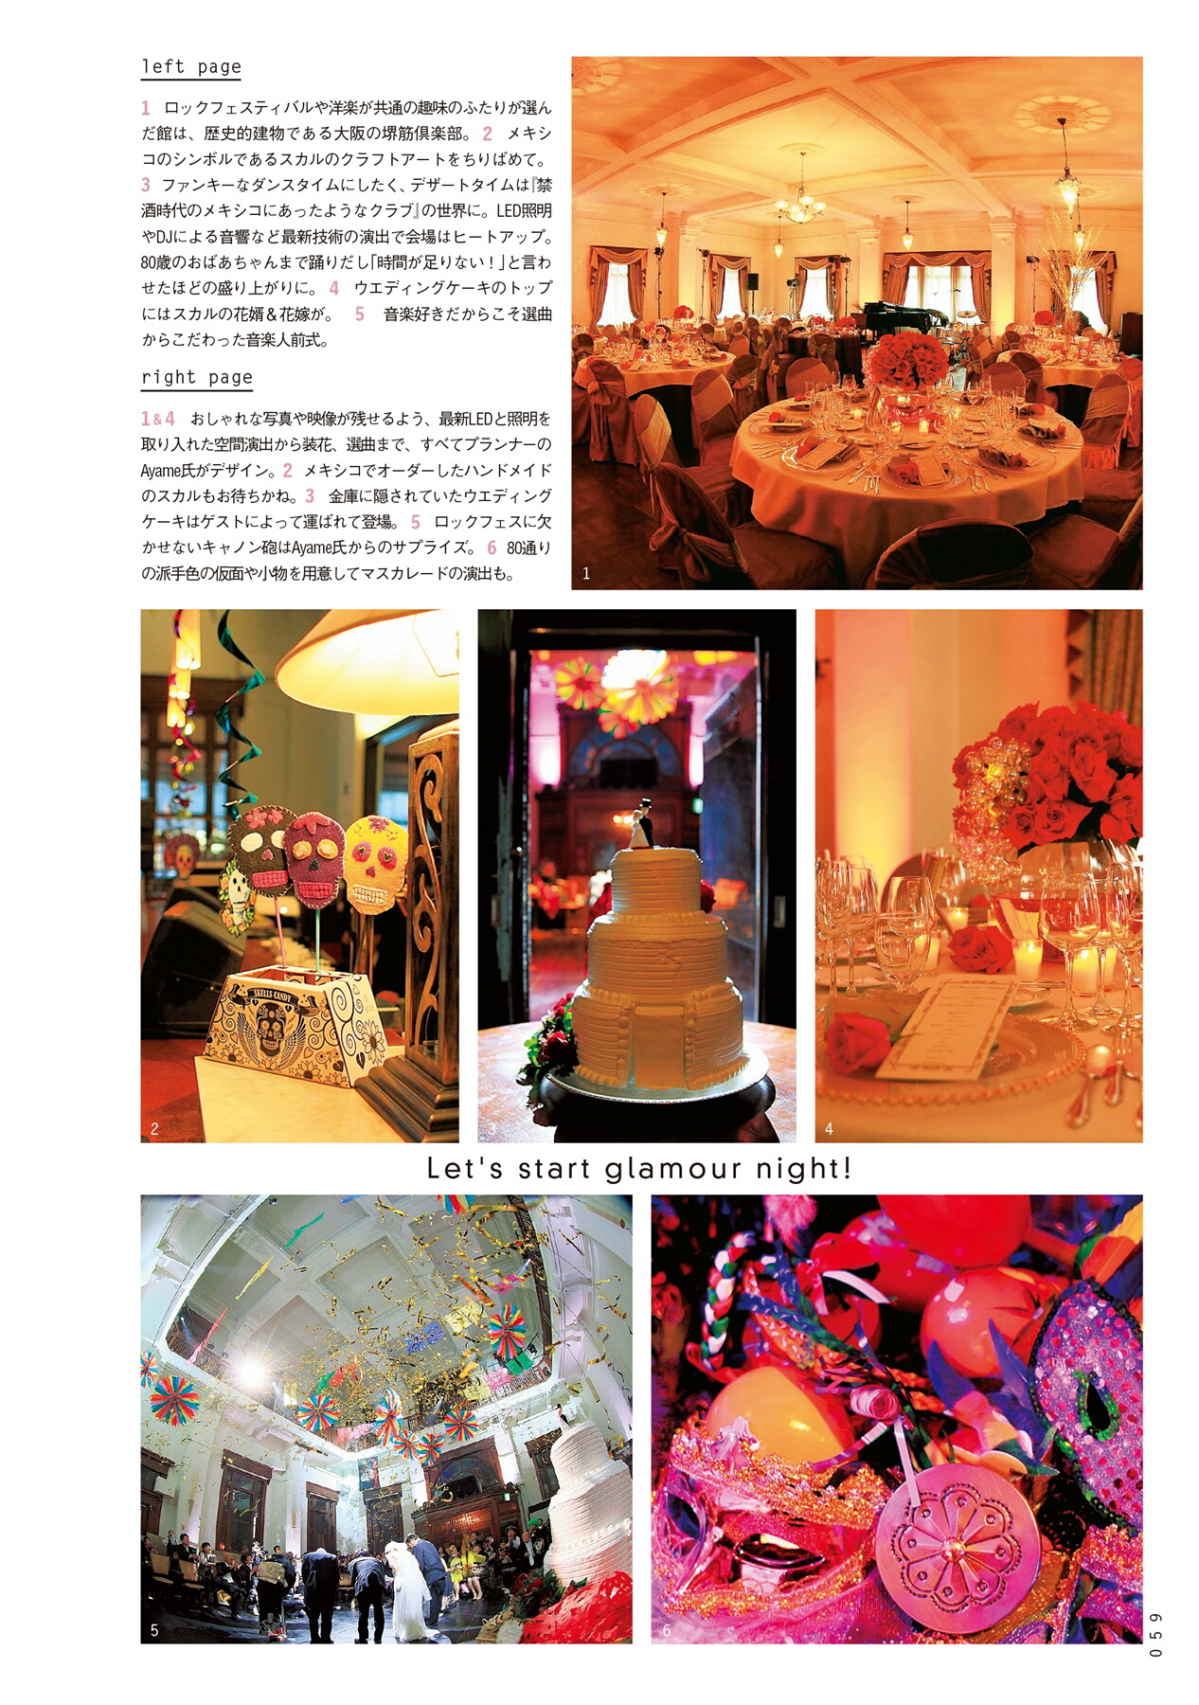 left page
1 ロックフェスティバルや洋楽が共通の趣味のふたりが選ん
だ館は、歴史的建物である大阪の堺筋倶楽部。2 メキシ
コのシンボルであるスカルのクラフトアートをちりばめて。
3 ファンキーなダンスタイムにしたく、デザートタイムは『禁
酒時代のメキシコにあったようなクラブ』の世界に。LED照明
やDJによる音響など最新技術の演出で会場はヒートアップ。
80歳のおばあちゃんまで踊りだし「時間が足りない！」と言わ
せたほどの盛り上がりに。4 ウエディングケーキのトップ
にはスカルの花婿＆花嫁が。 5 音楽好きだからこそ選曲
からこだわった音楽人前式。
right page
1&4 おしゃれな写真や映像が残せるよう、最新LEDと照明を
取り入れた空間演出から装花、選曲まで、すべてプランナーの
Ayame氏がデザイン。2 メキシコでオーダーしたハンドメイド
のスカルもお待ちかね。3 金庫に隠されていたウエディング
ケーキはゲストによって運ばれて登場。 5 ロックフェスに欠
かせないキャノン砲はAyame氏からのサプライズ。6 80通り
の派手色の仮面や小物を用意してマスカレードの演出も。
1
SKULLS CANDY
2
3
4
Let's start glamour night!
5
6
059